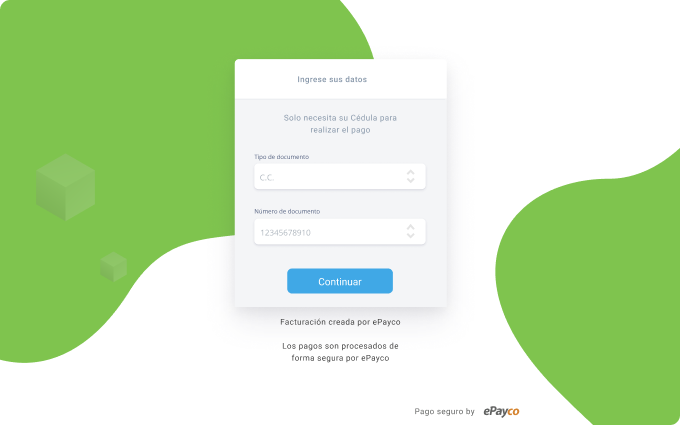 Ingrese sus datos
Solo necesita su Cédula para
realizar el pago
Tipo de documento
C.C.
Número de documento
12345678910
Continuar
Facturación creada por ePayco
Los pagos son procesados de
forma segura por ePayco
Pago seguro by ePayco